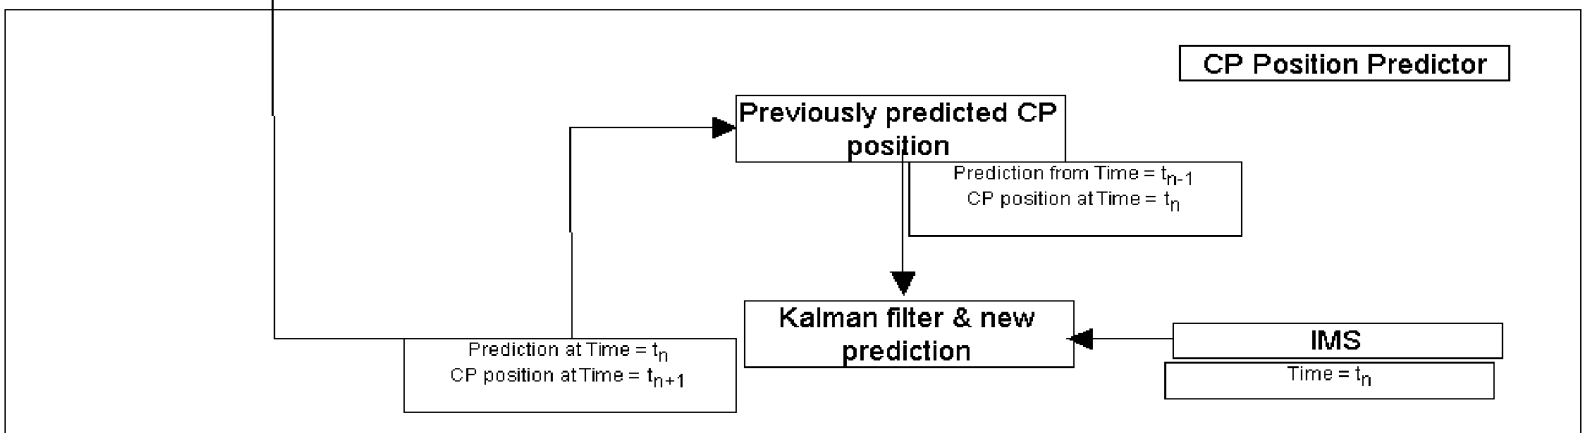 CP Position Predictor
Previously predicted CP
position
Prediction from Time = tn-1
CP position at Time = tn
Kalman filter & new
prediction
IMS
Time = tn
Prediction at Time = tn
CP position at Time = tn+1